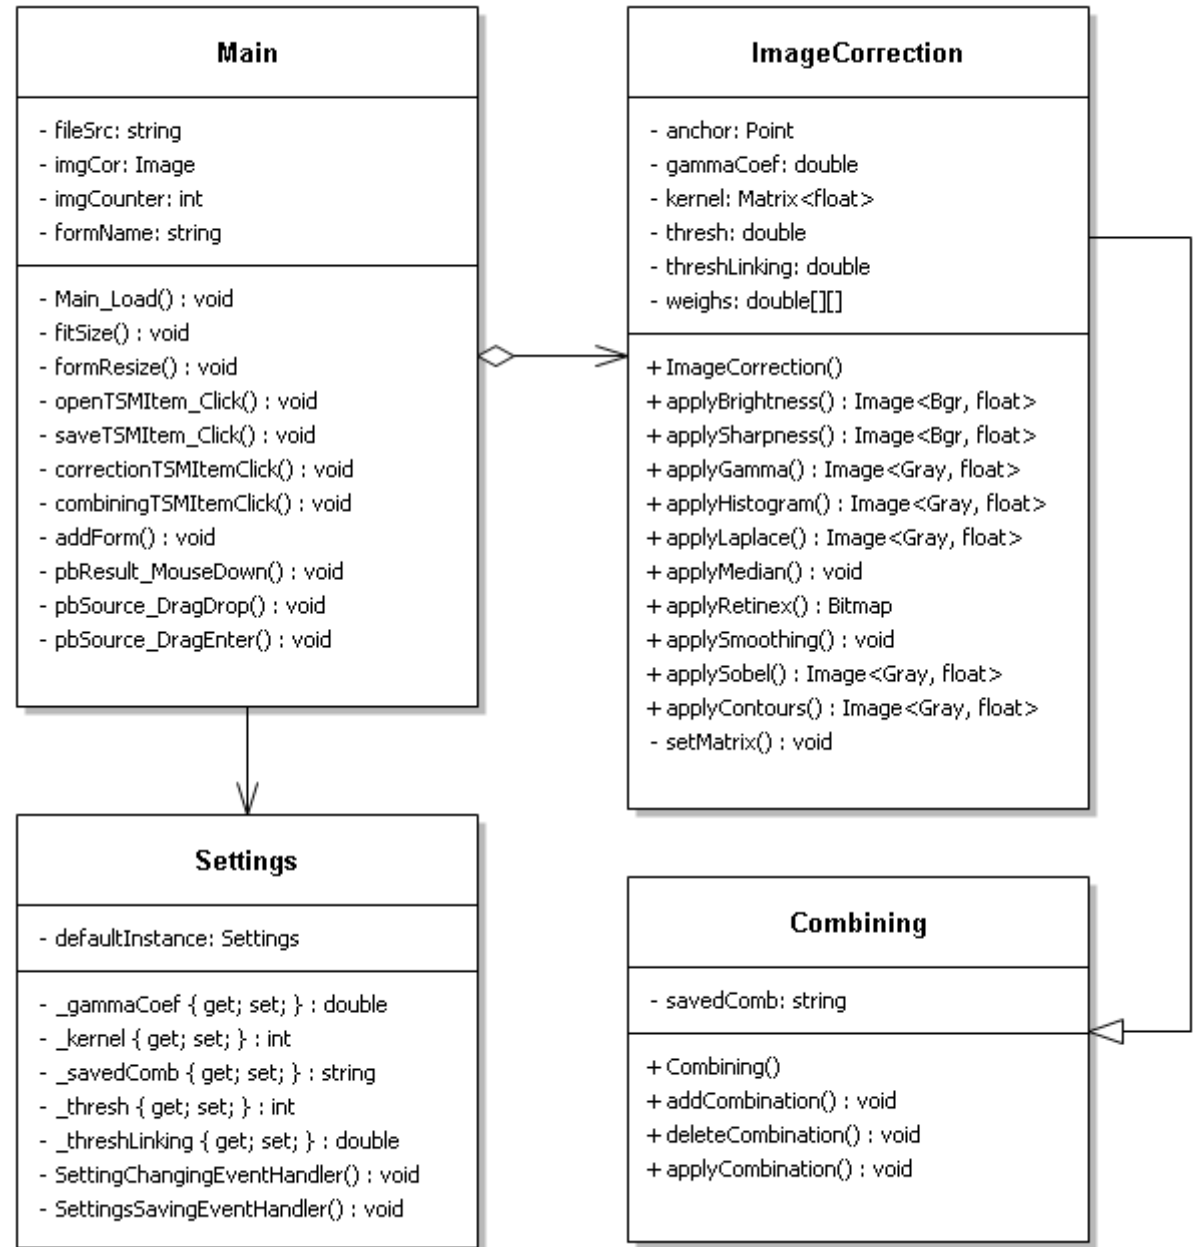 Main
- fileSrc: string
- imgCor: Image
- imgCounter: int
- formName: string
- Main_Load() : void
- fitSize() : void
- formResize() : void
- openTSMItem_Click() : void
- saveTSMItem_Click() : void
- correctionTSMItemClick() : void
- combiningTSMItemClick() : void
- addForm() : void
- pbResult_MouseDown() : void
- pbSource_DragDrop() : void
- pbSource_DragEnter() : void
ImageCorrection
- anchor: Point
- gammaCoef: double
- kernel: Matrix<float>
- thresh: double
- threshLinking: double
- weighs: double[][]
+ ImageCorrection()
+ applyBrightness() : Image<Bgr, float>
+ applySharpness() : Image<Bgr, float>
+ applyGamma() : Image<Gray, float>
+ applyHistogram() : Image<Gray, float>
+ applyLaplace() : Image<Gray, float>
+ applyMedian() : void
+ applyRetinex() : Bitmap
+ applySmoothing() : void
+ applySobel() : Image<Gray, float>
+ applyContours() : Image<Gray, float>
- setMatrix() : void
Settings
- defaultInstance: Settings
- _gammaCoef { get; set; } : double
- _kernel { get; set; } : int
- _savedComb { get; set; } : string
- _thresh { get; set; } : int
- _threshLinking { get; set; } : double
- SettingChangingEventHandler() : void
- SettingsSavingEventHandler() : void
Combining
- savedComb: string
+ Combining()
+ addCombination() : void
+ deleteCombination() : void
+ applyCombination() : void